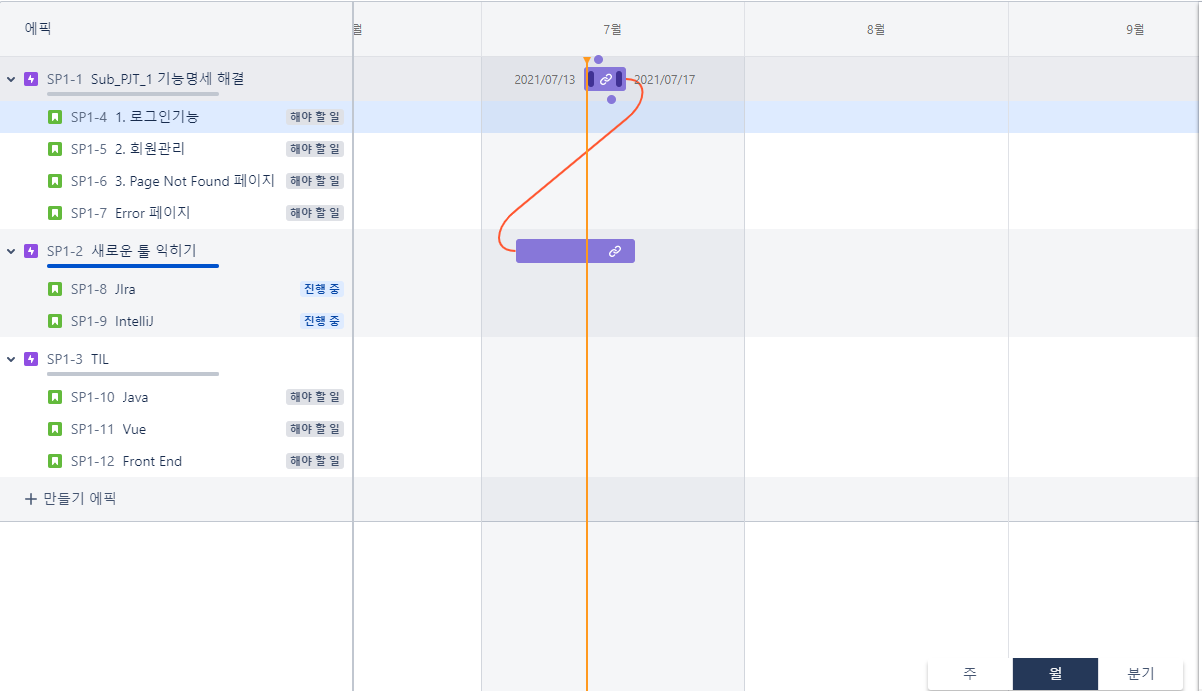 에픽
월
7월
8월
9월
SP1-1 Sub_PJT_1 기능명세 해결
2021/07/13
2021/07/17
SP1-4 1. 로그인기능 해야 할 일
SP1-5 2. 회원관리 해야 할 일
SP1-6 3. Page Not Found 페이지 해야 할 일
SP1-7 Error 페이지 해야 할 일
SP1-2 새로운 툴 익히기
SP1-8 JIra 진행 중
SP1-9 IntelliJ 진행 중
SP1-3 TIL
SP1-10 Java 해야 할 일
SP1-11 Vue 해야 할 일
SP1-12 Front End 해야 할 일
+ 만들기 에픽
주
월
분기